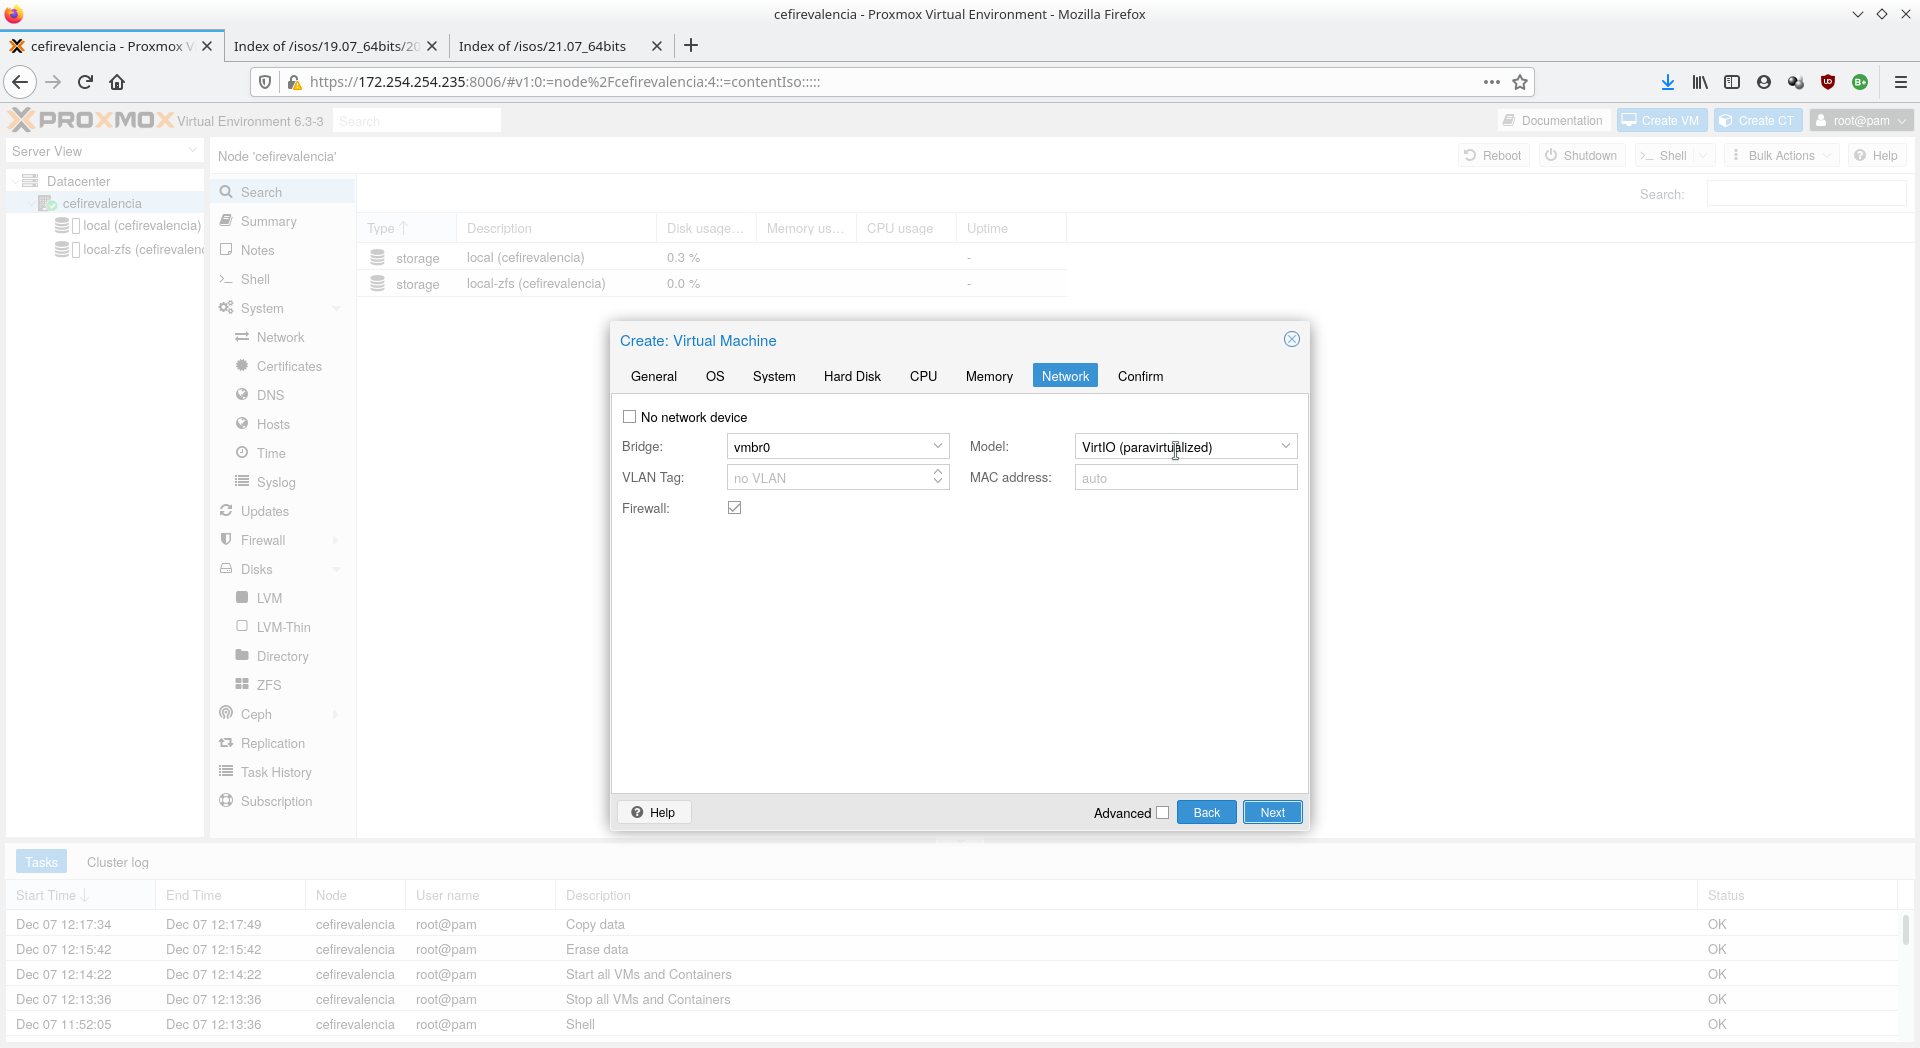 cefirevalencia - Proxmox Virtual Environment - Mozilla Firefox
cefirevalencia - Proxmox V
Index of /isos/19.07_64bits/20
Index of /isos/21.07_64bits
https://172.254.254.235:8006/#v1:0:=node%2Fcefirevalencia:4::=contentIso:::::
PROXMOX Virtual Environment 6.3-3 Search
Documentation Create VM Create CT root@pam
Server View
Node 'cefirevalencia'
Reboot Shutdown Shell Bulk Actions Help
Datacenter
cefirevalencia
local (cefirevalencia)
local-zfs (cefirevalenc
Search
Summary
Notes
Shell
System
Network
Certificates
DNS
Hosts
Time
Syslog
Updates
Firewall
Disks
LVM
LVM-Thin
Directory
ZFS
Ceph
Replication
Task History
Subscription
Search:
Type Description Disk usage... Memory us... CPU usage Uptime
storage local (cefirevalencia) 0.3 % -
storage local-zfs (cefirevalencia) 0.0 % -
Create: Virtual Machine
General OS System Hard Disk CPU Memory Network Confirm
No network device
Bridge: vmbr0 Model: VirtIO (paravirtualized)
VLAN Tag: no VLAN MAC address: auto
Firewall:
Help Advanced Back Next
Tasks Cluster log
Start Time End Time Node User name Description Status
Dec 07 12:17:34 Dec 07 12:17:49 cefirevalencia root@pam Copy data OK
Dec 07 12:15:42 Dec 07 12:15:42 cefirevalencia root@pam Erase data OK
Dec 07 12:14:22 Dec 07 12:14:22 cefirevalencia root@pam Start all VMs and Containers OK
Dec 07 12:13:36 Dec 07 12:13:36 cefirevalencia root@pam Stop all VMs and Containers OK
Dec 07 11:52:05 Dec 07 12:13:36 cefirevalencia root@pam Shell OK